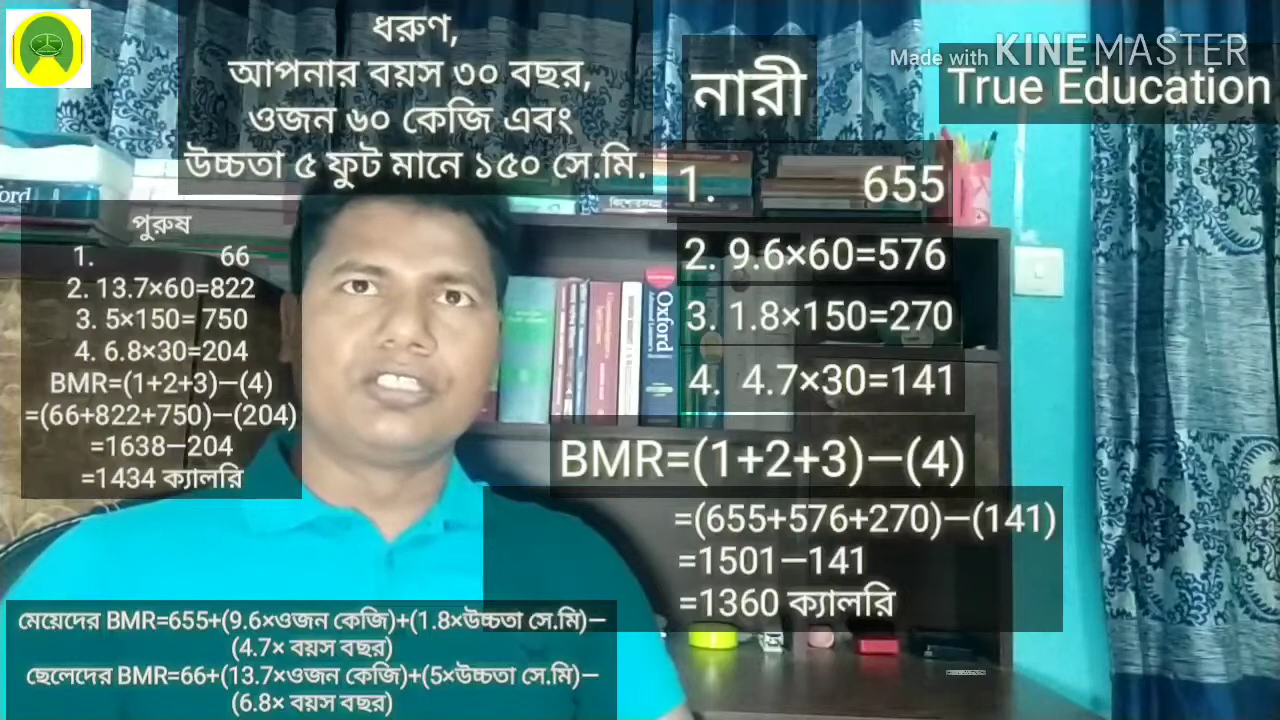 ধরুণ,
আপনার বয়স ৩০ বছর,
ওজন ৬০ কেজি এবং
উচ্চতা ৫ ফুট মানে ১৫০ সে.মি.
Made with KINEMASTER
True Education
পুরুষ
1. 66
2. 13.7×60=822
3. 5×150= 750
4. 6.8×30=204
BMR=(1+2+3)—(4)
=(66+822+750)—(204)
=1638—204
=1434 ক্যালরি
নারী
1. 655
2. 9.6×60=576
3. 1.8×150=270
4. 4.7×30=141
BMR=(1+2+3)—(4)
=(655+576+270)—(141)
=1501—141
=1360 ক্যালরি
মেয়েদের BMR=655+(9.6×ওজন কেজি)+(1.8×উচ্চতা সে.মি)—
(4.7× বয়স বছর)
ছেলেদের BMR=66+(13.7×ওজন কেজি)+(5×উচ্চতা সে.মি)—
(6.8× বয়স বছর)
ord
Oxford